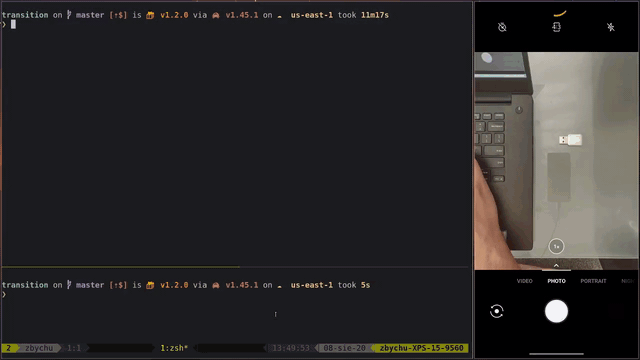 transition on master [⇡$] is v1.2.0 via v1.45.1 on us-east-1 took 11m17s
❯
transition on master [⇡$] is v1.2.0 via v1.45.1 on us-east-1 took 5s
❯
2 zbychu 1:1 1:zsh* 13:49:53 08-sie-20 zbychu-XPS-15-9560
1x
VIDEO PHOTO PORTRAIT